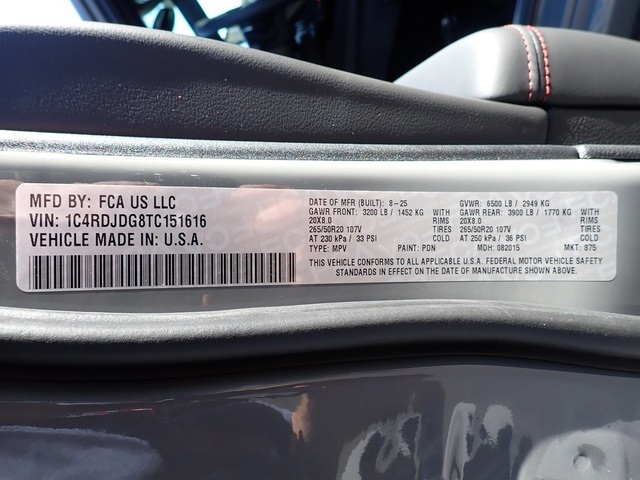 MFD BY: FCA US LLC
VIN: 1C4RDJDG8TC151616
VEHICLE MADE IN: U.S.A.
DATE OF MFR (BUILT): 8-25 GVWR: 6500 LB / 2949 KG
GAWR FRONT: 3200 LB / 1452 KG WITH GAWR REAR: 3900 LB / 1770 KG WITH
20X8.0 RIMS 20X8.0 RIMS
265/50R20 107V TIRES 265/50R20 107V TIRES
AT 230 kPa / 33 PSI COLD AT 250 kPa / 36 PSI COLD
TYPE: MPV PAINT: PDN MDH: 082015 MKT: 875
THIS VEHICLE CONFORMS TO ALL APPLICABLE U.S.A. FEDERAL MOTOR VEHICLE SAFETY
STANDARDS IN EFFECT ON THE DATE OF MANUFACTURE SHOWN ABOVE.